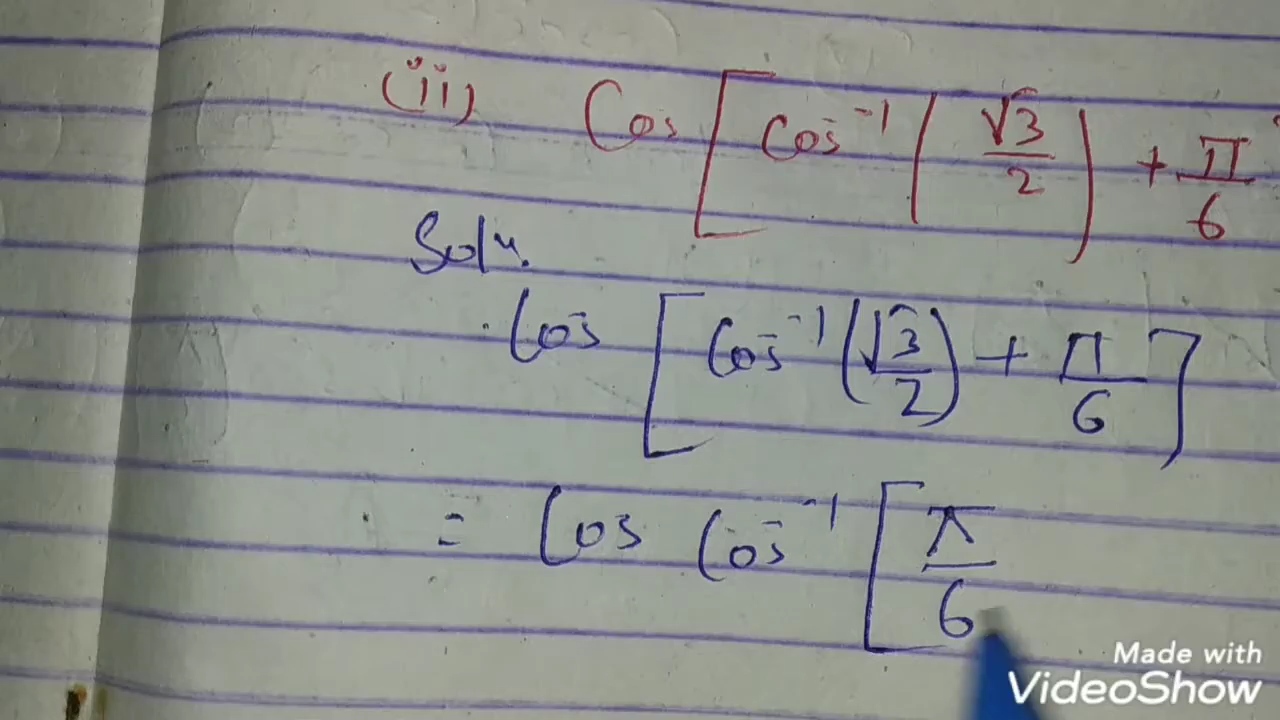 (ii) Cos [Cos⁻¹(√3/2) + π/6
Soln.
Cos [Cos⁻¹(√3/2) + π/6]
= Cos Cos⁻¹ [π/6
Made with
VideoShow